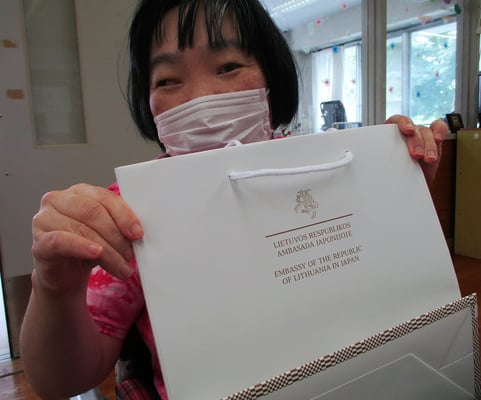 LIETUVOS RESPUBLIKOS
AMBASADA JAPONIJOJE
EMBASSY OF THE REPUBLIC
OF LITHUANIA IN JAPAN